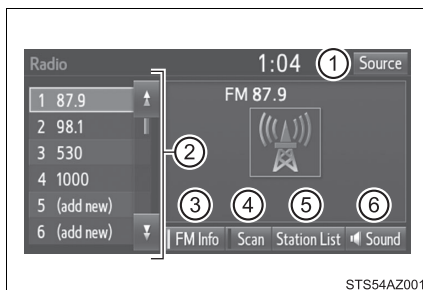 Radio 1:04 1 Source
1 87.9
2 98.1
3 530
4 1000
5 (add new)
6 (add new)
2
FM 87.9
3 4 5 6
FM Info Scan Station List Sound
STS54AZ001